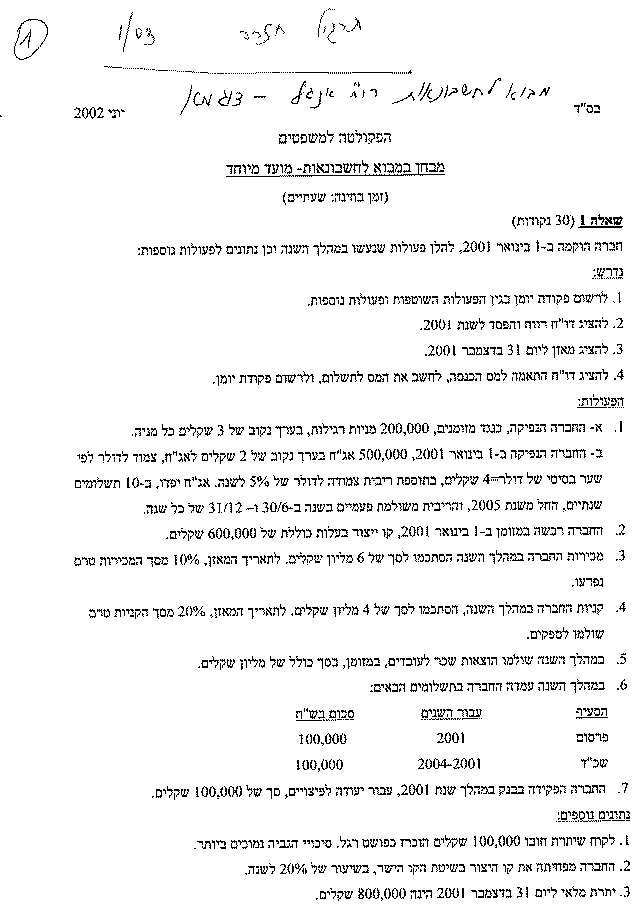 1
תרגיל חזרה 1/03
מבוא לחשבונאות רו"ח אנגל -
בס"ד
יוני 2002
הפקולטה למשפטים
מבחן במבוא לחשבונאות- מועד מיוחד
(זמן בחינה: שעתיים)
שאלה 1 (30 נקודות)
חברה הוקמה ב-1 בינואר 2001, להלן פעולות שנעשו במהלך השנה וכן נתונים לפעולות נוספות:
נדרש:
1. לרשום פקודת יומן בגין הפעולות השוטפות ופעולות נוספות.
2. להציג דו"ח רווח והפסד לשנת 2001.
3. להציג מאזן ליום 31 בדצמבר 2001.
4. להציג דו"ח התאמה למס הכנסה, לחשב את המס לתשלום, ולרשום פקודת יומן.
הפעולות:
1. א- החברה הנפיקה, כנגד מזומנים, 200,000 מניות רגילות, בערך נקוב של 3 שקלים כל מניה.
ב- החברה הנפיקה ב-1 בינואר 2001, 500,000 אג"ח בערך נקוב של 2 שקלים לאג"ח, צמוד לדולר לפי
שער בסיסי של דולר=4 שקלים, בתוספת ריבית צמודה לדולר של 5% לשנה. אג"ח יפדו, ב-10 תשלומים
שנתיים, החל משנת 2005, והריבית משולמת פעמיים בשנה ב-30/6 ו- 31/12 של כל שנה.
2. החברה רכשה במזומן ב-1 בינואר 2001, קו ייצור בעלות כוללת של 600,000 שקלים.
3. מכירות החברה במהלך השנה הסתכמו לסך של 6 מליון שקלים. לתאריך המאזן, 10% מסך המכירות טרם
נפרעו.
4. קניות החברה במהלך השנה, הסתכמו לסך של 4 מליון שקלים. לתאריך המאזן, 20% מסך הקניות טרם
שולמו לספקים.
5. במהלך השנה שולמו הוצאות שכר לעובדים, במזומן, בסך כולל של מליון שקלים.
6. במהלך השנה עמדה החברה בתשלומים הבאים:
הסעיף עבור השנים סכום בש"ח
פרסום 2001 100,000
שכ"ד 2004-2001 100,000
7. החברה הפקידה בבנק במהלך שנת 2001, עבור יעודה לפיצויים, סך של 100,000 שקלים.
נתונים נוספים:
1. לקוח שיתרת חובו 100,000 שקלים הוכרז כפושט רגל. סיכויי הגביה נמוכים ביותר.
2. החברה מפחיתה את קו היצור בשיטת הקו הישר, בשיעור של 20% לשנה.
3. יתרת מלאי ליום 31 בדצמבר 2001 הינה 800,000 שקלים.